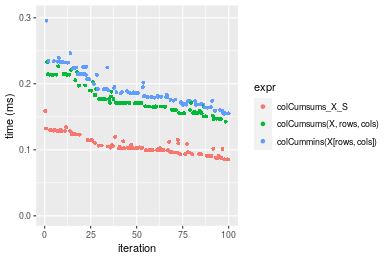 0.3
0.2
0.1
0.0
time (ms)
0
25
50
75
100
iteration
expr
colCumsums_X_S
colCumsums(X, rows, cols)
colCummins(X[rows, cols])